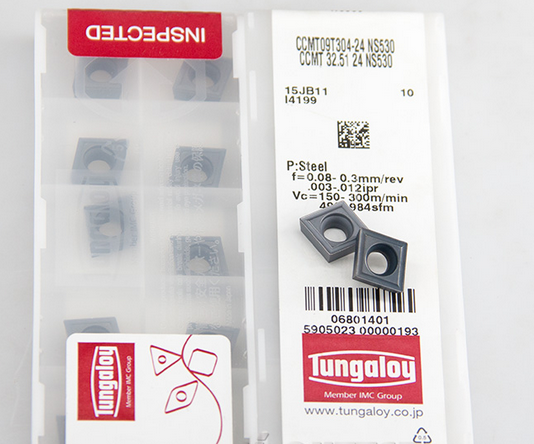 INSPECTED
CCMT09T304-24 NS530
CCMT 32.51 24 NS530
15JB11
I4199 10
P:Steel
f=0.08- 0.3mm/rev
.003-.012ipr
Vc=150- 300m/min
984sfm
06801401
5905023 00000193
Tungaloy
Member IMC Group
www.tungaloy.co.jp
Tungaloy
Member IMC Group